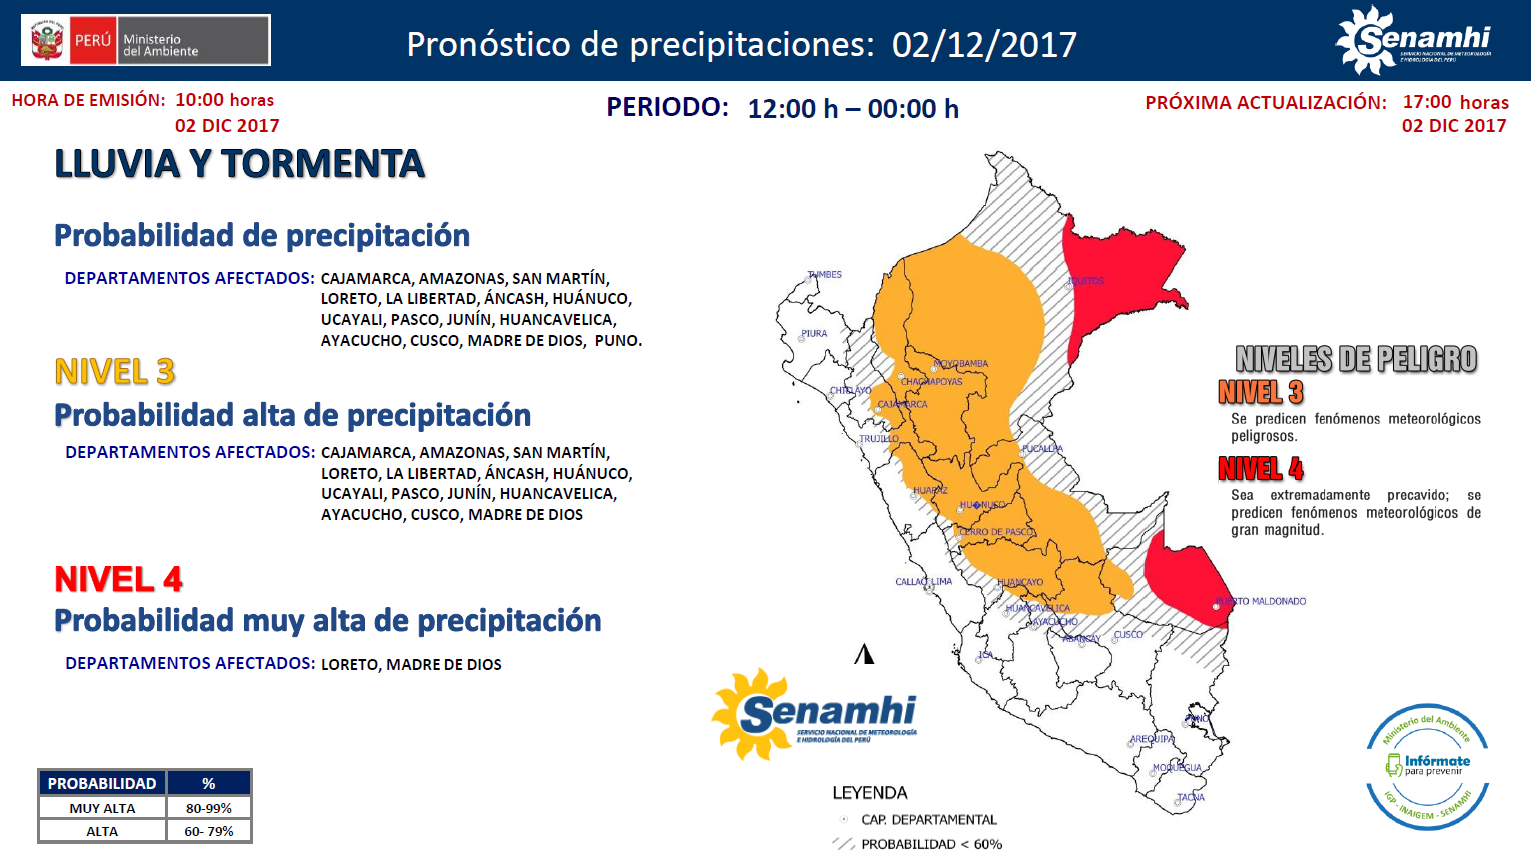 PERÚ
Ministerio
del Ambiente
Pronóstico de precipitaciones: 02/12/2017
Senamhi
SERVICIO NACIONAL DE METEOROLOGÍA
E HIDROLOGÍA DEL PERÚ
HORA DE EMISIÓN: 10:00 horas
02 DIC 2017
PERIODO: 12:00 h – 00:00 h
PRÓXIMA ACTUALIZACIÓN: 17:00 horas
02 DIC 2017
LLUVIA Y TORMENTA
Probabilidad de precipitación
DEPARTAMENTOS AFECTADOS: CAJAMARCA, AMAZONAS, SAN MARTÍN,
LORETO, LA LIBERTAD, ÁNCASH, HUÁNUCO,
UCAYALI, PASCO, JUNÍN, HUANCAVELICA,
AYACUCHO, CUSCO, MADRE DE DIOS, PUNO.
NIVEL 3
Probabilidad alta de precipitación
DEPARTAMENTOS AFECTADOS: CAJAMARCA, AMAZONAS, SAN MARTÍN,
LORETO, LA LIBERTAD, ÁNCASH, HUÁNUCO,
UCAYALI, PASCO, JUNÍN, HUANCAVELICA,
AYACUCHO, CUSCO, MADRE DE DIOS
NIVEL 4
Probabilidad muy alta de precipitación
DEPARTAMENTOS AFECTADOS: LORETO, MADRE DE DIOS
PROBABILIDAD %
MUY ALTA 80-99%
ALTA 60- 79%
TUMBES
IQUITOS
PIURA
MOYOBAMBA
CHACHAPOYAS
CHICLAYO
CAJAMARCA
TRUJILLO
PUCALLPA
HUARAZ
HU�NUCO
CERRO DE PASCO
CALLAO LIMA
HUANCAYO
PUERTO MALDONADO
HUANCAVELICA
AYACUCHO
ABANCAY
CUSCO
ICA
PUNO
AREQUIPA
MOQUEGUA
TACNA
Senamhi
SERVICIO NACIONAL DE METEOROLOGÍA
E HIDROLOGÍA DEL PERÚ
LEYENDA
CAP. DEPARTAMENTAL
PROBABILIDAD < 60%
NIVELES DE PELIGRO
NIVEL 3
Se predicen fenómenos meteorológicos
peligrosos.
NIVEL 4
Sea extremadamente precavido; se
predicen fenómenos meteorológicos de
gran magnitud.
Ministerio del Ambiente
Infórmate
para prevenir
IGP - INAIGEM - SENAMHI